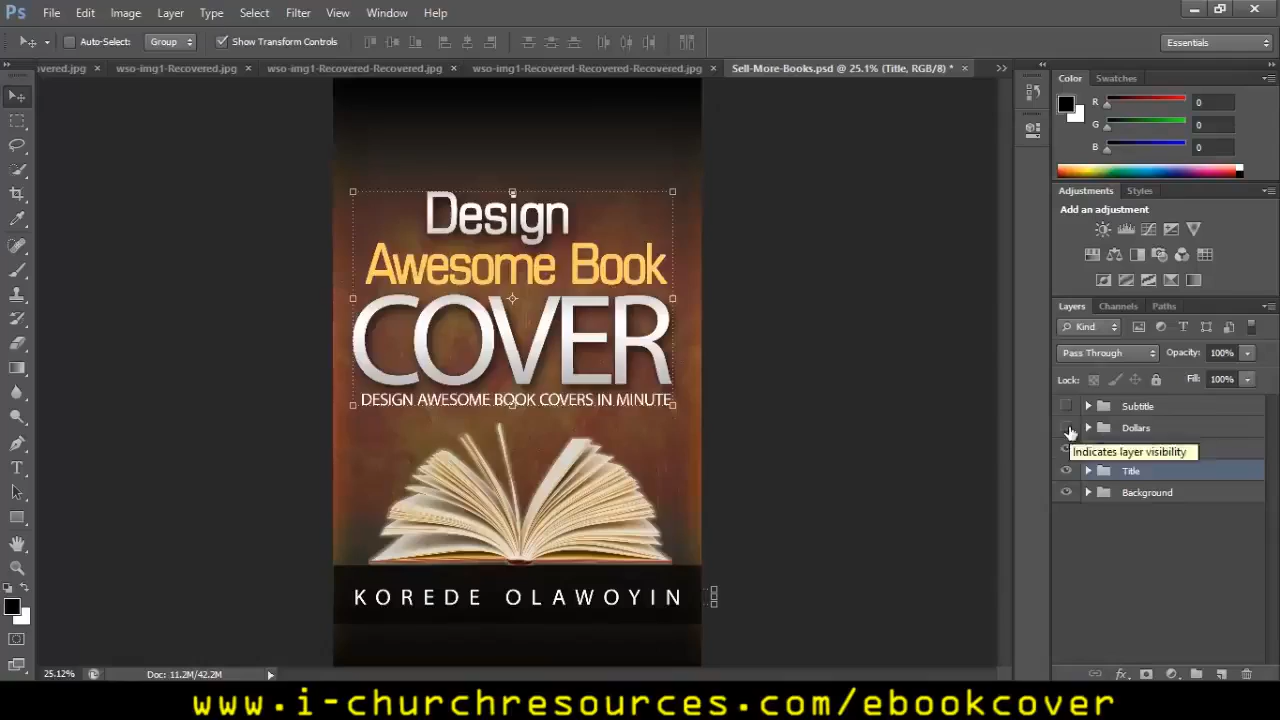 Ps File Edit Image Layer Type Select Filter View Window Help
Auto-Select: Group Show Transform Controls Essentials
vered.jpg × wso-img1-Recovered.jpg × wso-img1-Recovered-Recovered.jpg × wso-img1-Recovered-Recovered-Recovered.jpg × Sell-More-Books.psd @ 25.1% (Title, RGB/8) * ×
Color Swatches
R 0
G 0
B 0
Adjustments Styles
Add an adjustment
Layers Channels Paths
Kind
Pass Through Opacity: 100%
Lock: Fill: 100%
Subtitle
Dollars
Indicates layer visibility
Title
Background
Design
Awesome Book
COVER
DESIGN AWESOME BOOK COVERS IN MINUTE
KOREDE OLAWOYIN
25.12% Doc: 11.2M/42.2M
www.i-churchresources.com/ebookcover